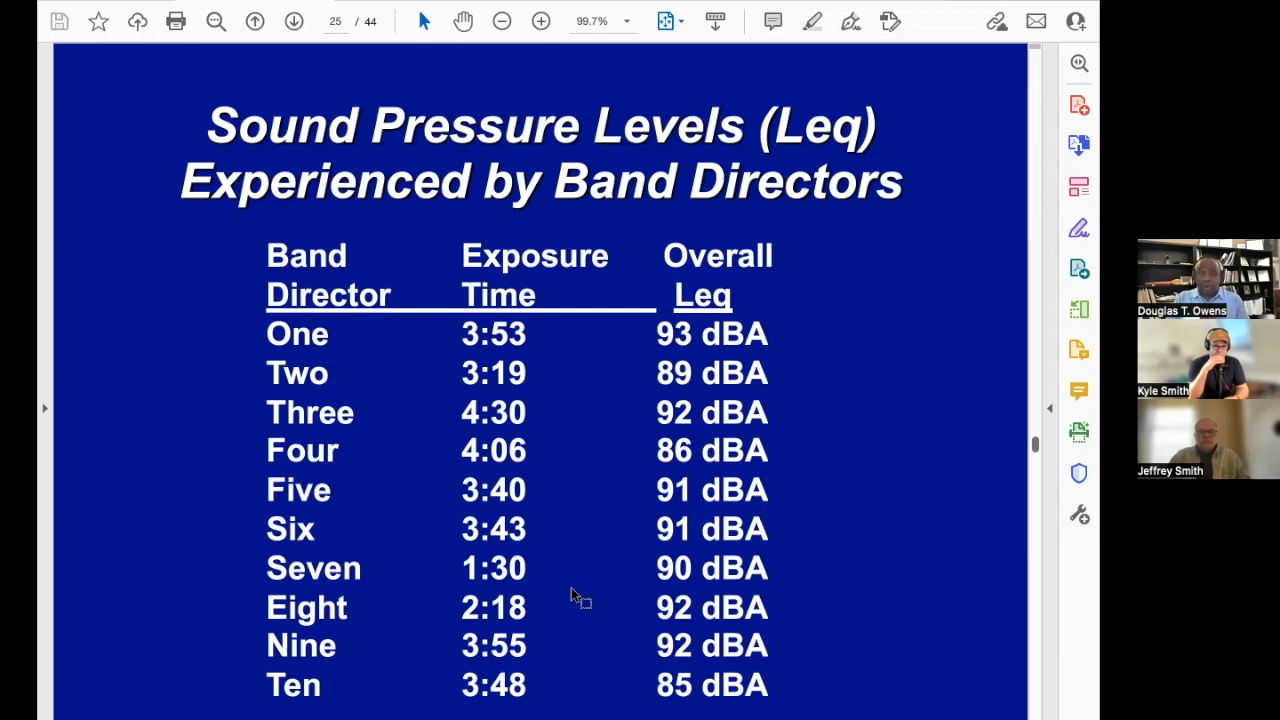 25 / 44
99.7%
Sound Pressure Levels (Leq)
Experienced by Band Directors
Band Exposure Overall
Director Time Leq
One 3:53 93 dBA
Two 3:19 89 dBA
Three 4:30 92 dBA
Four 4:06 86 dBA
Five 3:40 91 dBA
Six 3:43 91 dBA
Seven 1:30 90 dBA
Eight 2:18 92 dBA
Nine 3:55 92 dBA
Ten 3:48 85 dBA
Douglas T. Owens
Kyle Smith
Jeffrey Smith